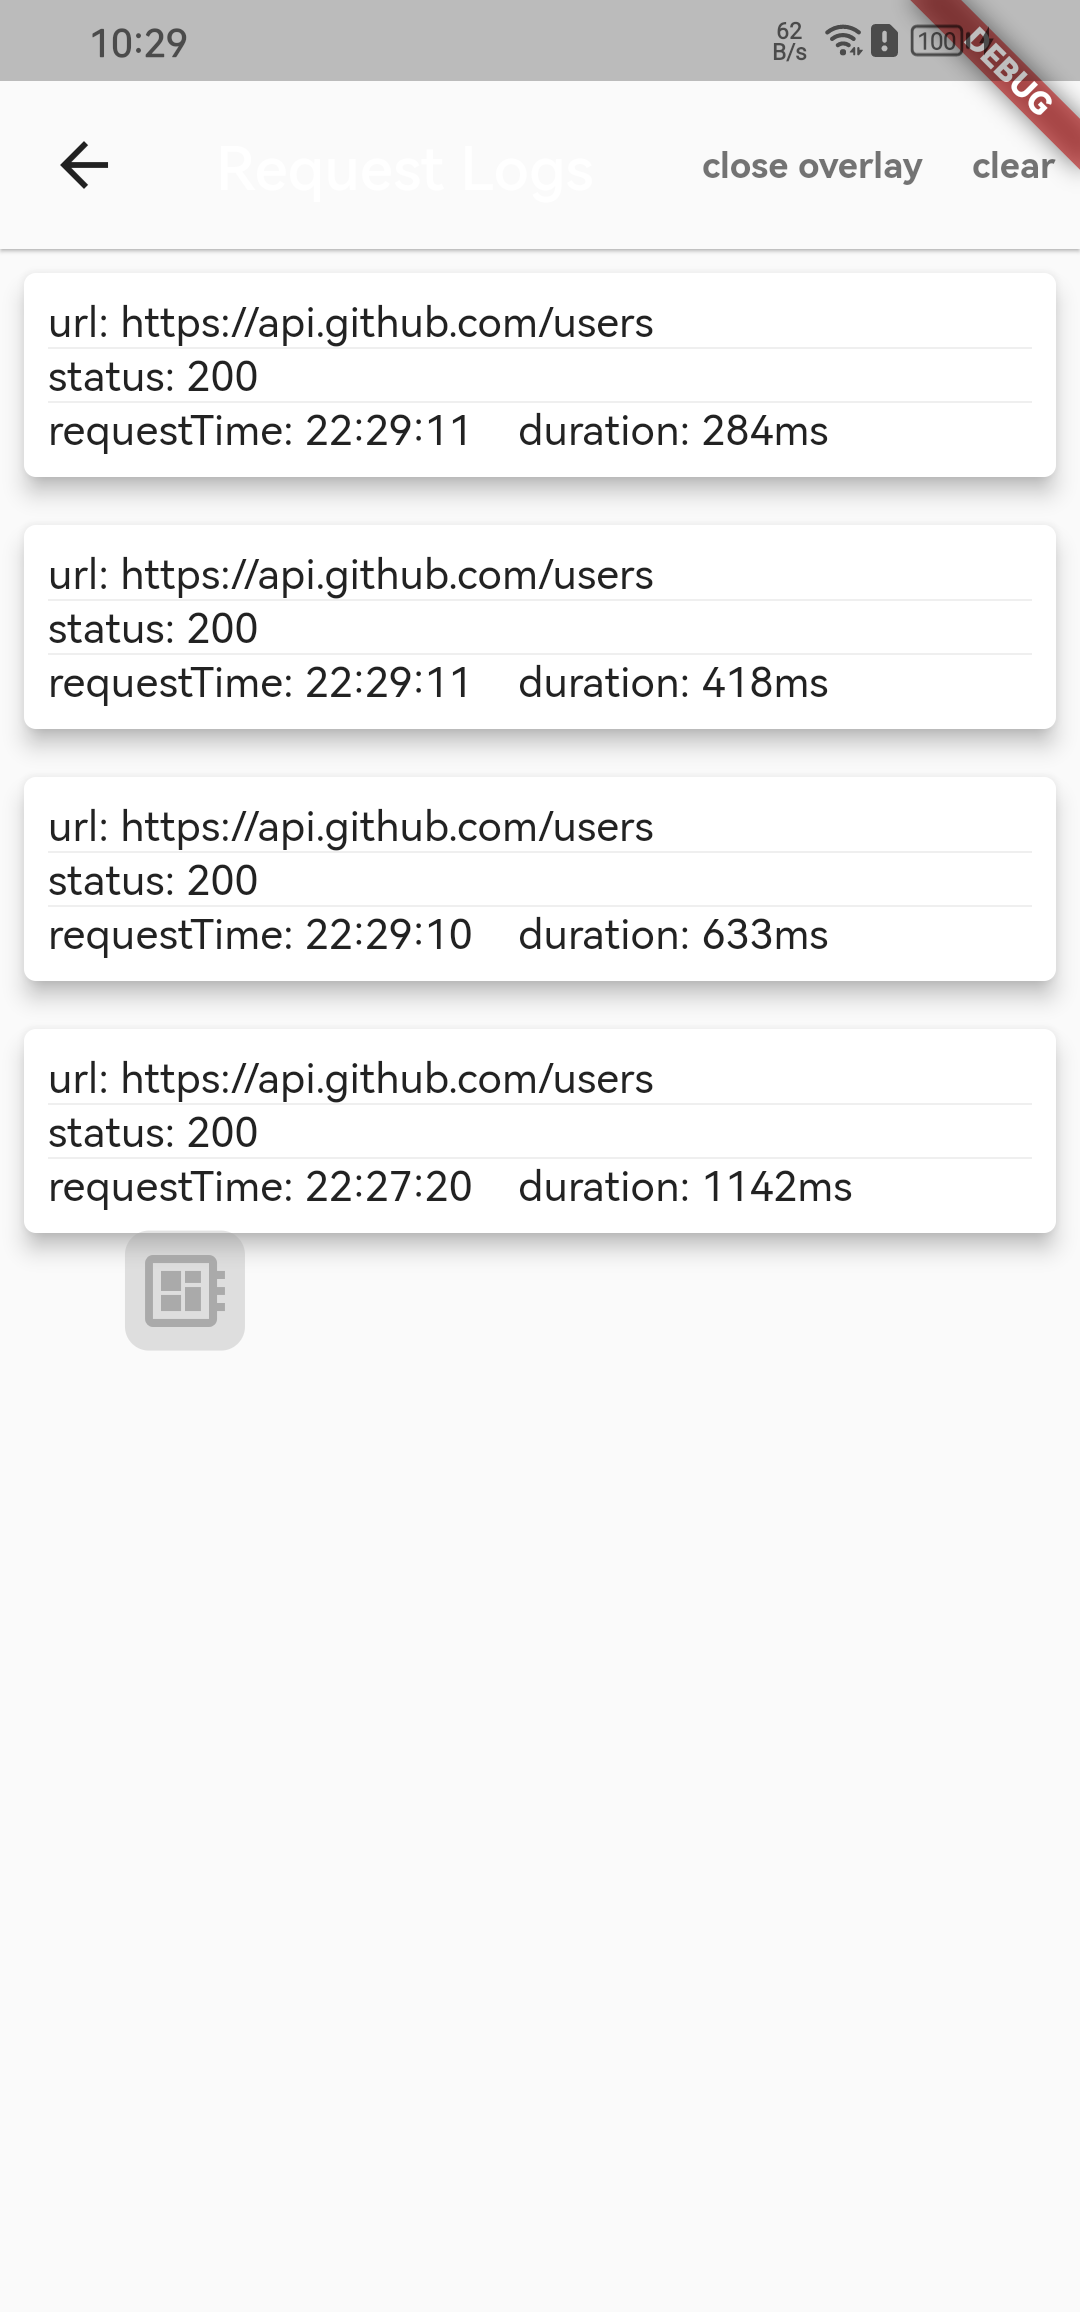 10:29
62
B/s
100
DEBUG
Request Logs
close overlay
clear
url: https://api.github.com/users
status: 200
requestTime: 22:29:11 duration: 284ms
url: https://api.github.com/users
status: 200
requestTime: 22:29:11 duration: 418ms
url: https://api.github.com/users
status: 200
requestTime: 22:29:10 duration: 633ms
url: https://api.github.com/users
status: 200
requestTime: 22:27:20 duration: 1142ms